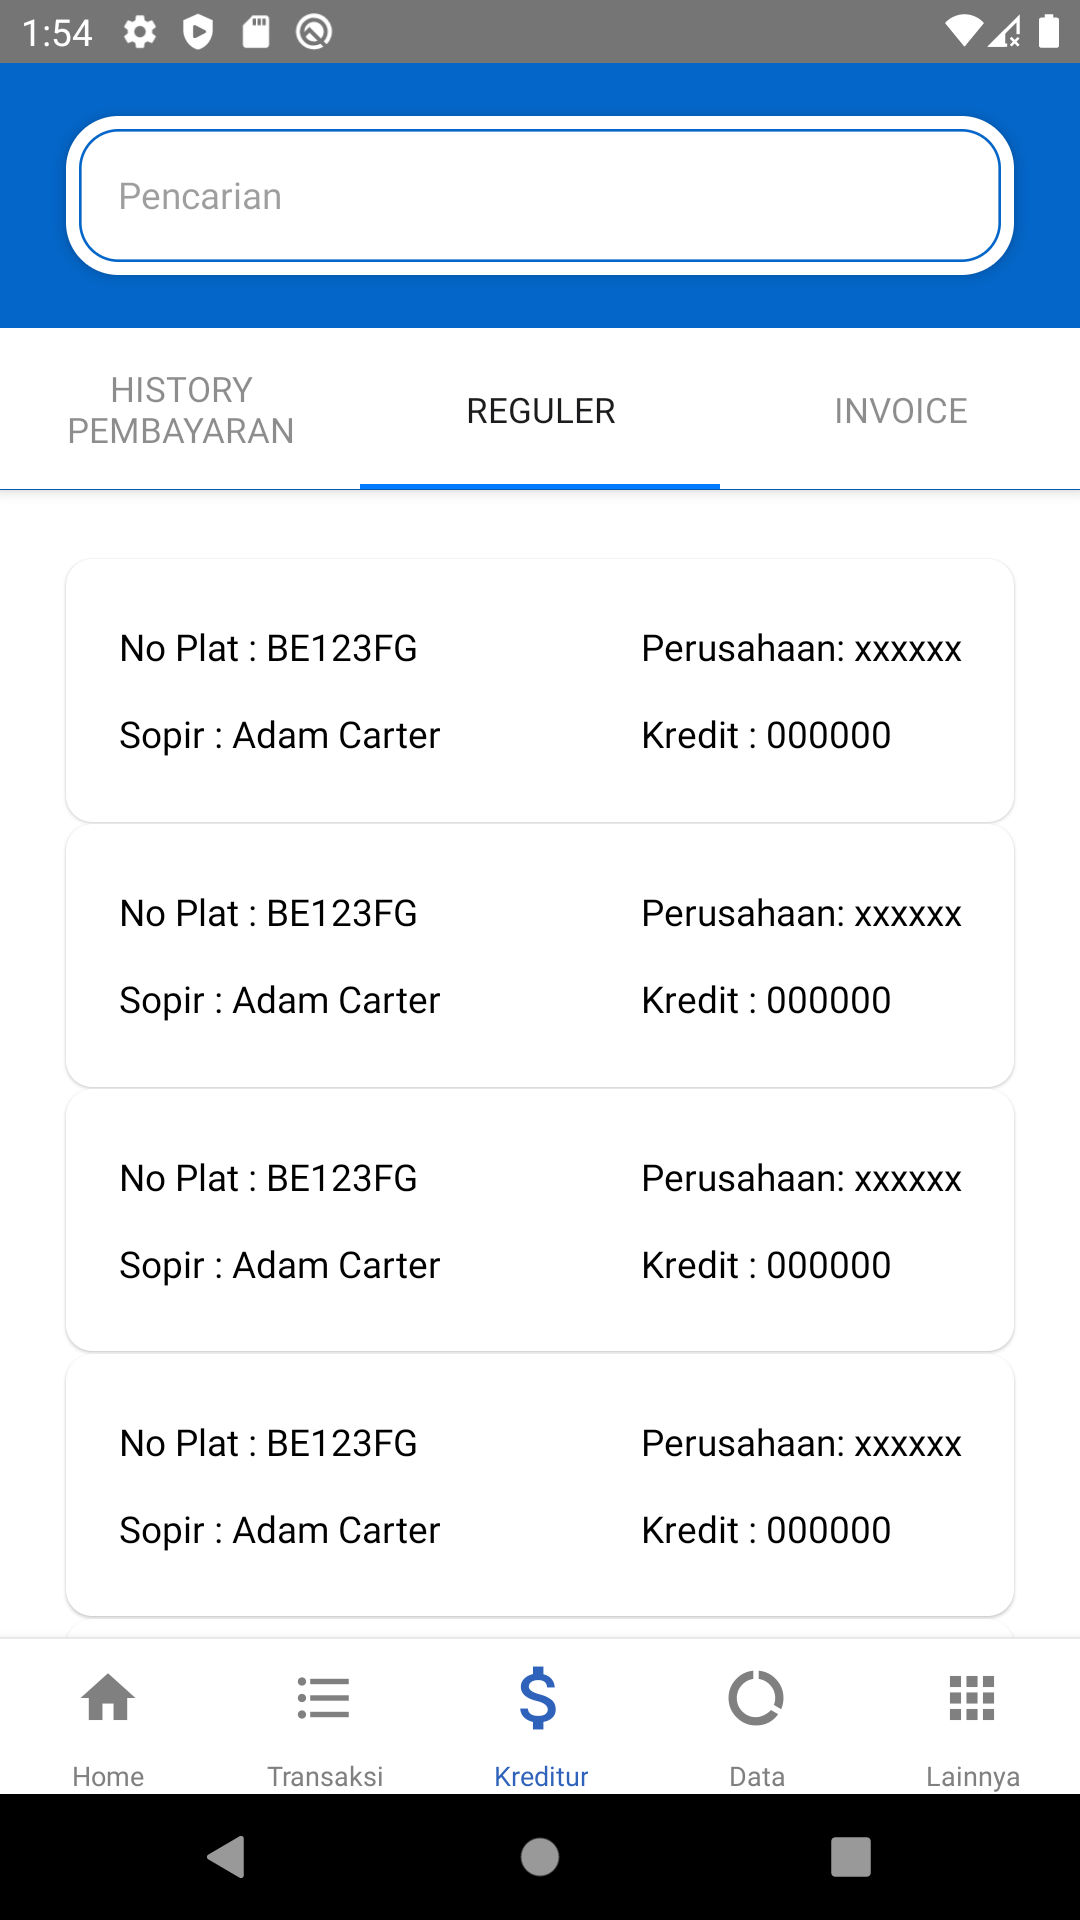 1:54
Pencarian
HISTORY
PEMBAYARAN
REGULER
INVOICE
No Plat : BE123FG
Perusahaan: xxxxxx
Sopir : Adam Carter
Kredit : 000000
No Plat : BE123FG
Perusahaan: xxxxxx
Sopir : Adam Carter
Kredit : 000000
No Plat : BE123FG
Perusahaan: xxxxxx
Sopir : Adam Carter
Kredit : 000000
No Plat : BE123FG
Perusahaan: xxxxxx
Sopir : Adam Carter
Kredit : 000000
Home
Transaksi
Kreditur
Data
Lainnya